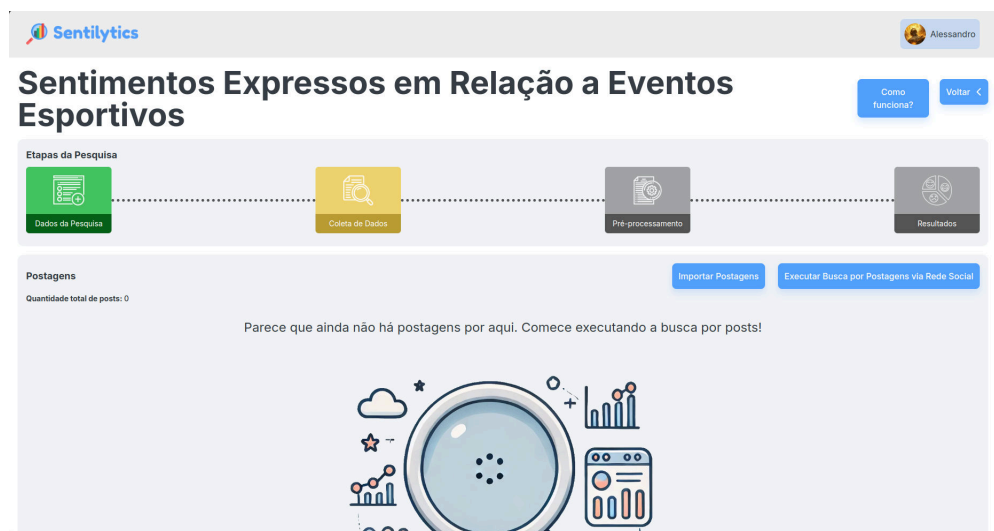 Sentilytics
Alessandro
Sentimentos Expressos em Relação a Eventos
Esportivos
Como
funciona?
Voltar
Etapas da Pesquisa
Dados da Pesquisa
Coleta de Dados
Pré-processamento
Resultados
Postagens
Importar Postagens
Executar Busca por Postagens via Rede Social
Quantidade total de posts: 0
Parece que ainda não há postagens por aqui. Comece executando a busca por posts!